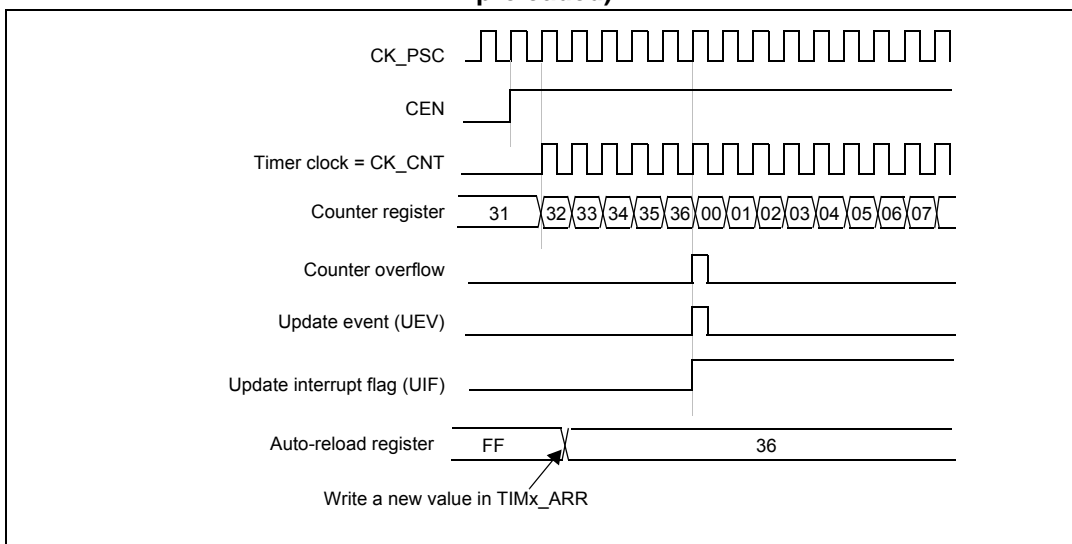 CK_PSC
CEN
Timer clock = CK_CNT
Counter register 31 32 33 34 35 36 00 01 02 03 04 05 06 07
Counter overflow
Update event (UEV)
Update interrupt flag (UIF)
Auto-reload register FF 36
Write a new value in TIMx_ARR